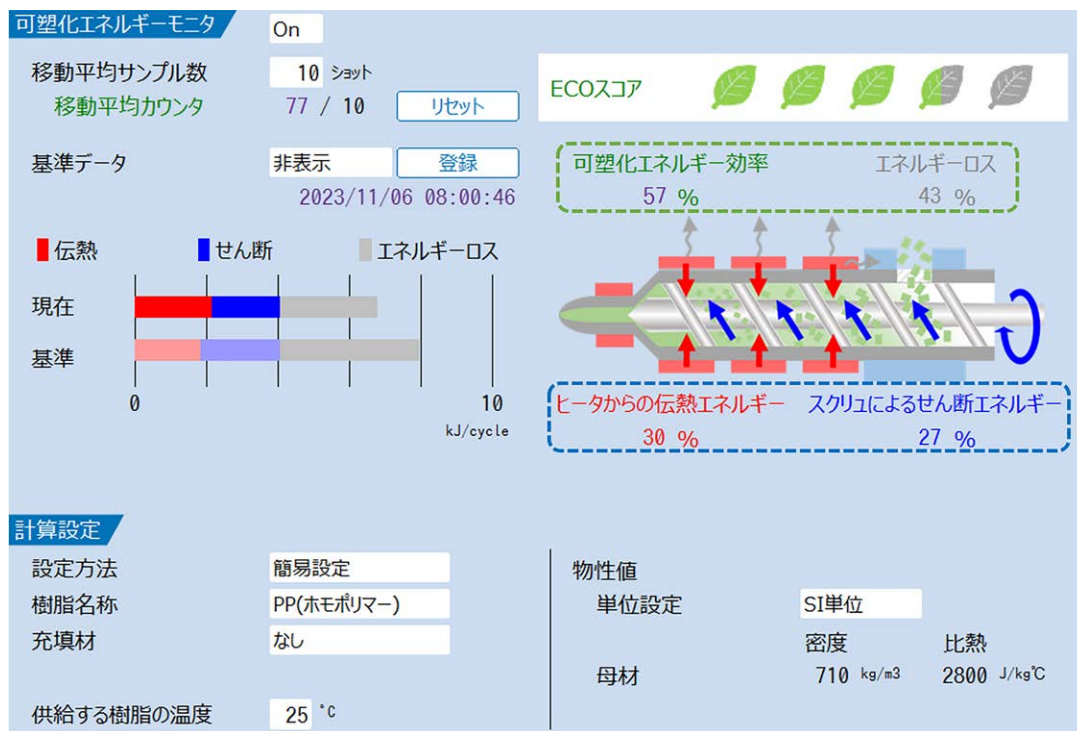 可塑化エネルギーモニタ On
移動平均サンプル数 10 ショット
移動平均カウンタ 77 / 10 リセット
ECOスコア
基準データ 非表示 登録
2023/11/06 08:00:46
可塑化エネルギー効率 エネルギーロス
57 % 43 %
伝熱 せん断 エネルギーロス
現在
基準
0 10
kJ/cycle
ヒータからの伝熱エネルギー スクリュによるせん断エネルギー
30 % 27 %
計算設定
設定方法 簡易設定
樹脂名称 PP(ホモポリマー)
充填材 なし
供給する樹脂の温度 25 °C
物性値
単位設定 SI単位
密度 比熱
母材 710 kg/m3 2800 J/kg℃